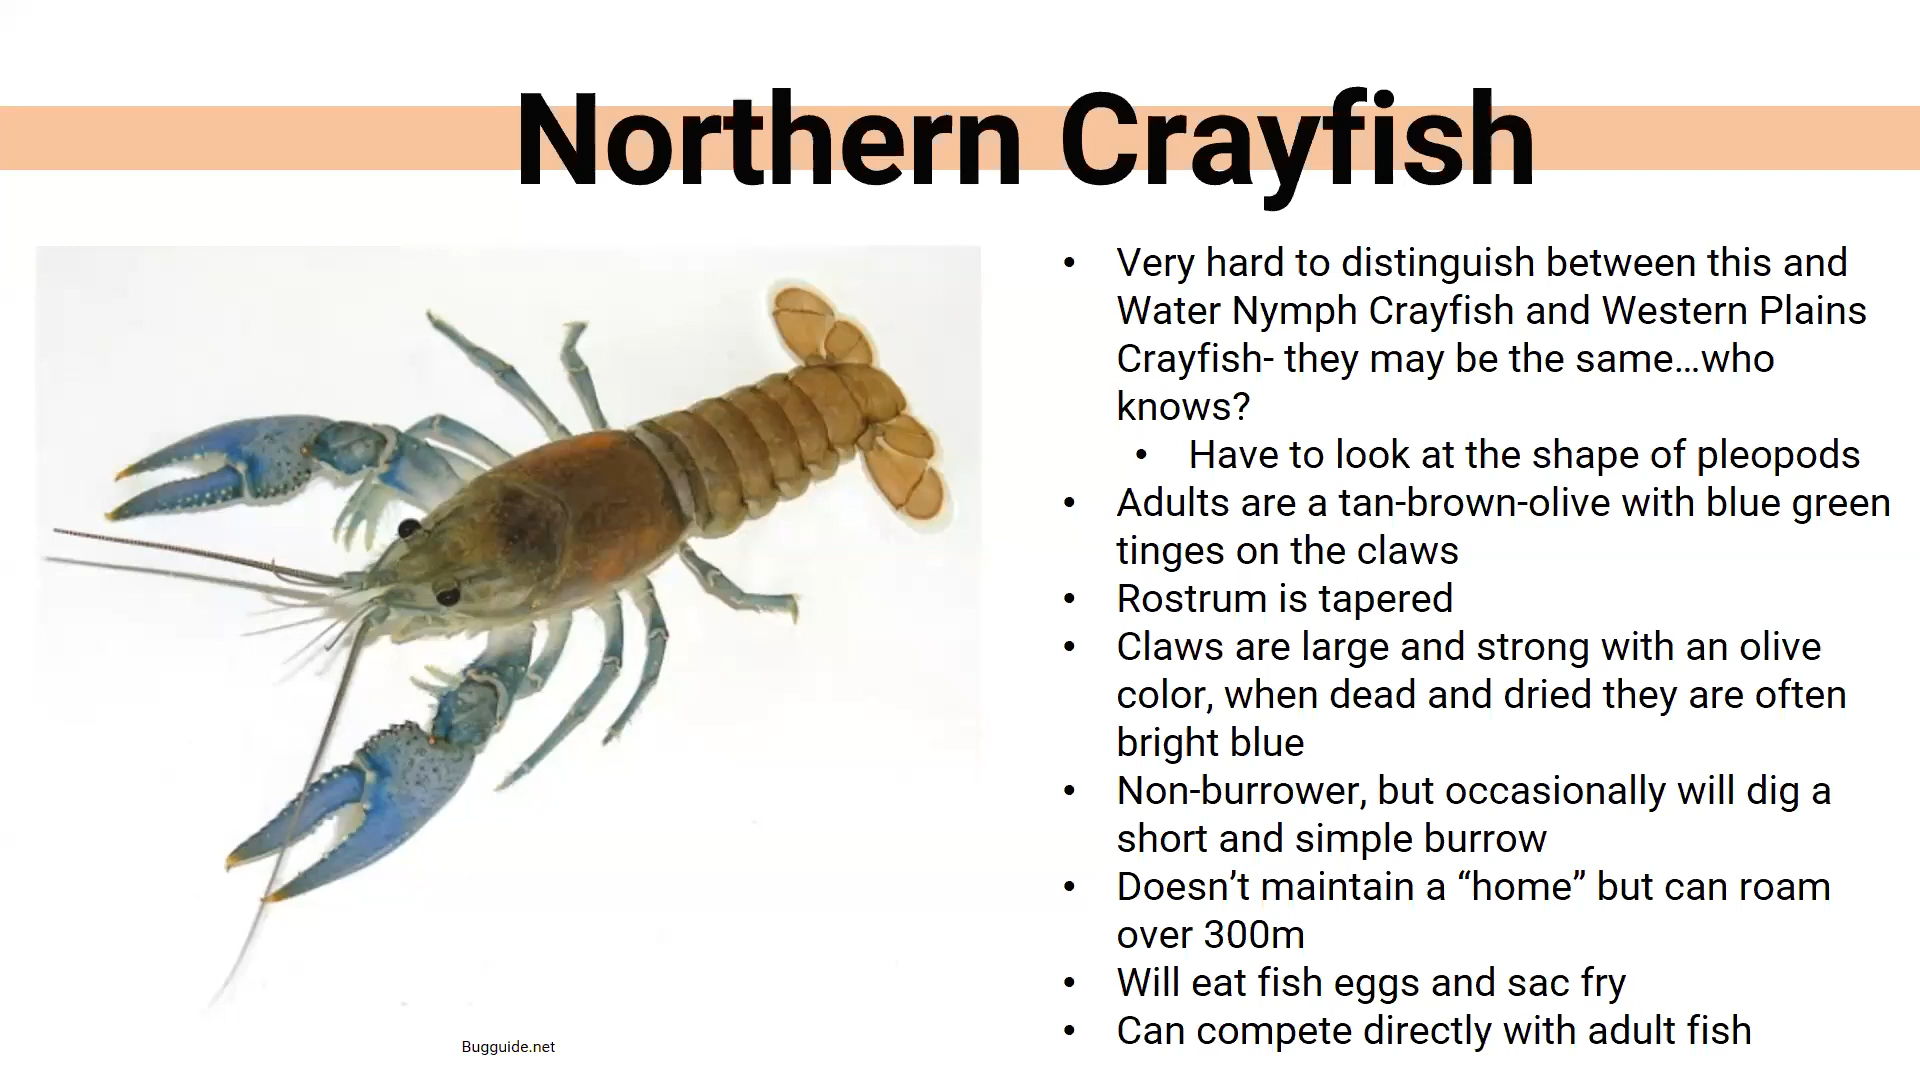 Northern Crayfish
• Very hard to distinguish between this and
Water Nymph Crayfish and Western Plains
Crayfish- they may be the same…who
knows?
• Have to look at the shape of pleopods
• Adults are a tan-brown-olive with blue green
tinges on the claws
• Rostrum is tapered
• Claws are large and strong with an olive
color, when dead and dried they are often
bright blue
• Non-burrower, but occasionally will dig a
short and simple burrow
• Doesn’t maintain a “home” but can roam
over 300m
• Will eat fish eggs and sac fry
• Can compete directly with adult fish
Bugguide.net